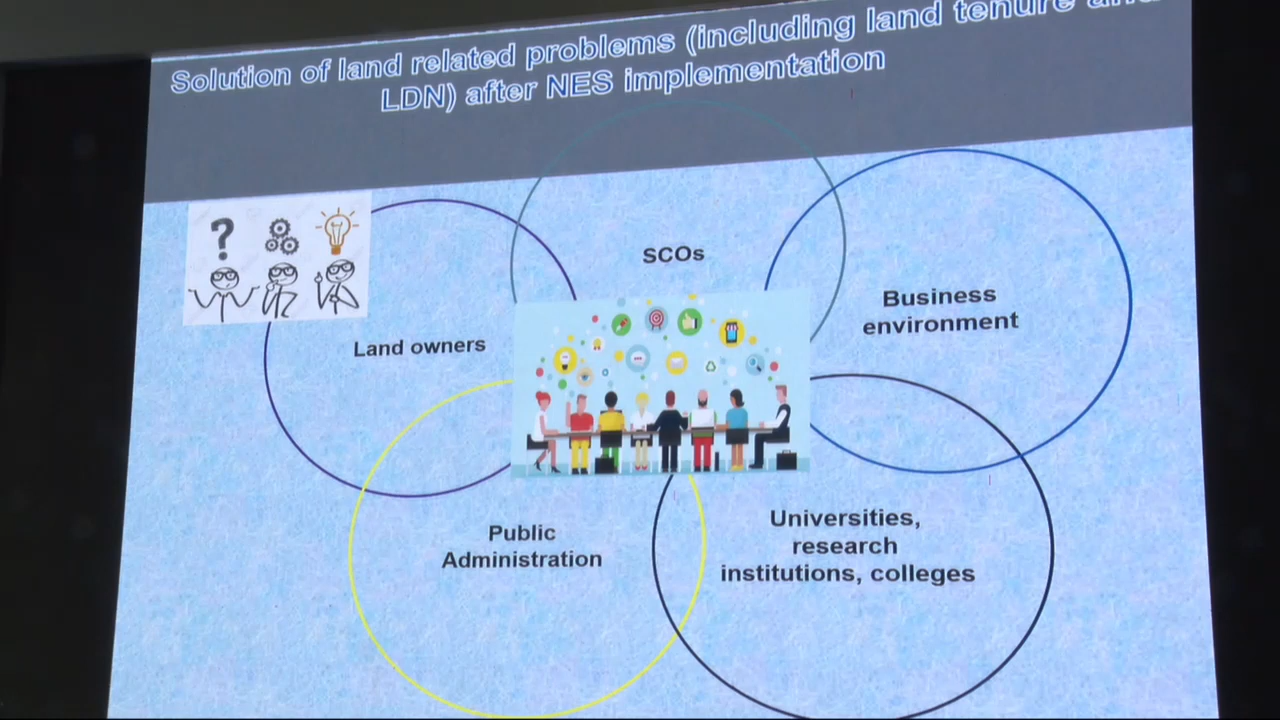 Solution of land related problems (including land tenure and
LDN) after NES implementation
?
SCOs
Business
environment
Land owners
Public
Administration
Universities,
research
institutions, colleges